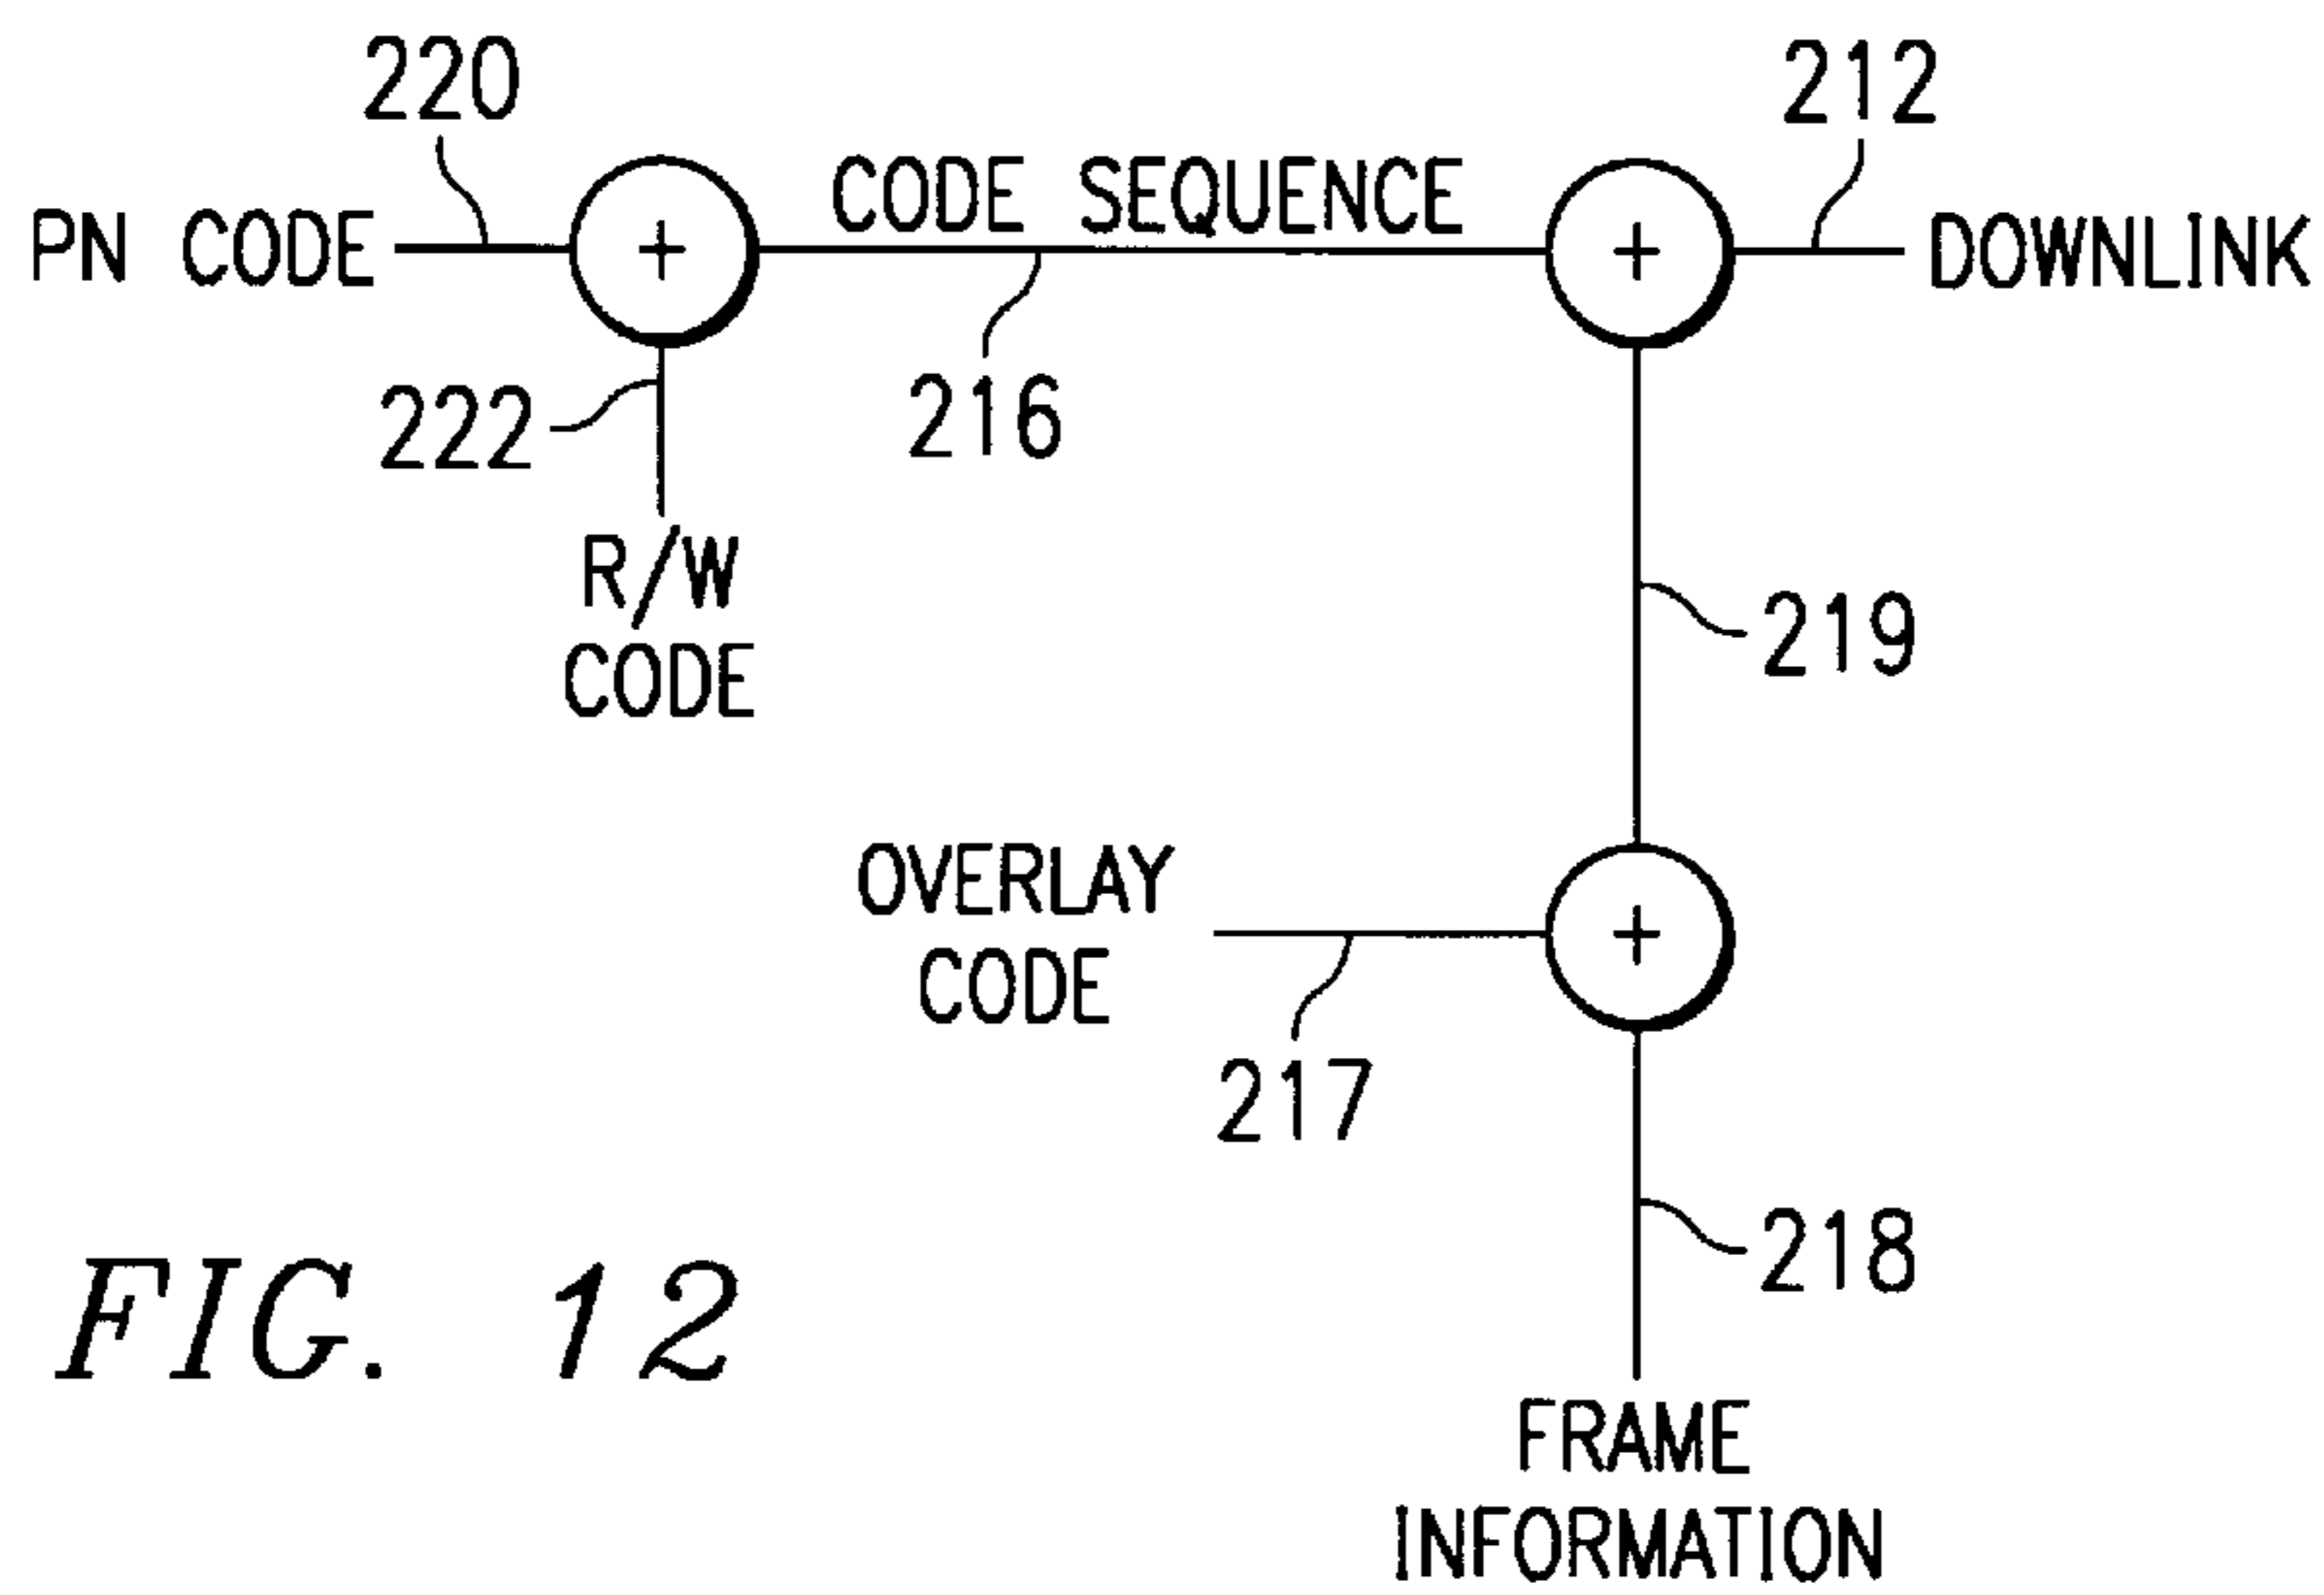 220
212
PN CODE
CODE SEQUENCE
DOWNLINK
222
216
R/W
CODE
219
OVERLAY
CODE
217
218
FIG. 12
FRAME
INFORMATION